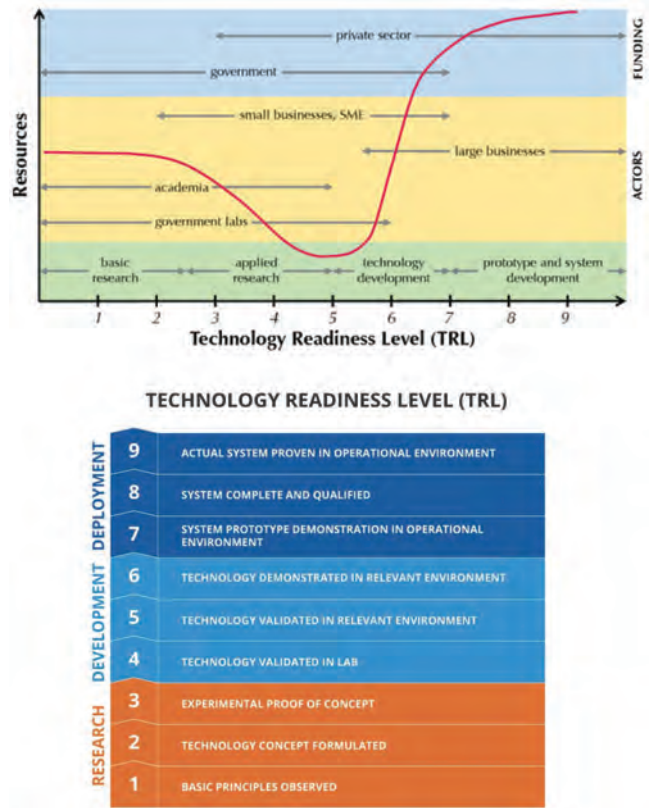 Resources
FUNDING
ACTORS
private sector
government
small businesses, SME
large businesses
academia
government labs
basic
research
applied
research
technology
development
prototype and system
development
1 2 3 4 5 6 7 8 9
Technology Readiness Level (TRL)
TECHNOLOGY READINESS LEVEL (TRL)
DEPLOYMENT
9 ACTUAL SYSTEM PROVEN IN OPERATIONAL ENVIRONMENT
8 SYSTEM COMPLETE AND QUALIFIED
7 SYSTEM PROTOTYPE DEMONSTRATION IN OPERATIONAL
ENVIRONMENT
DEVELOPMENT
6 TECHNOLOGY DEMONSTRATED IN RELEVANT ENVIRONMENT
5 TECHNOLOGY VALIDATED IN RELEVANT ENVIRONMENT
4 TECHNOLOGY VALIDATED IN LAB
RESEARCH
3 EXPERIMENTAL PROOF OF CONCEPT
2 TECHNOLOGY CONCEPT FORMULATED
1 BASIC PRINCIPLES OBSERVED